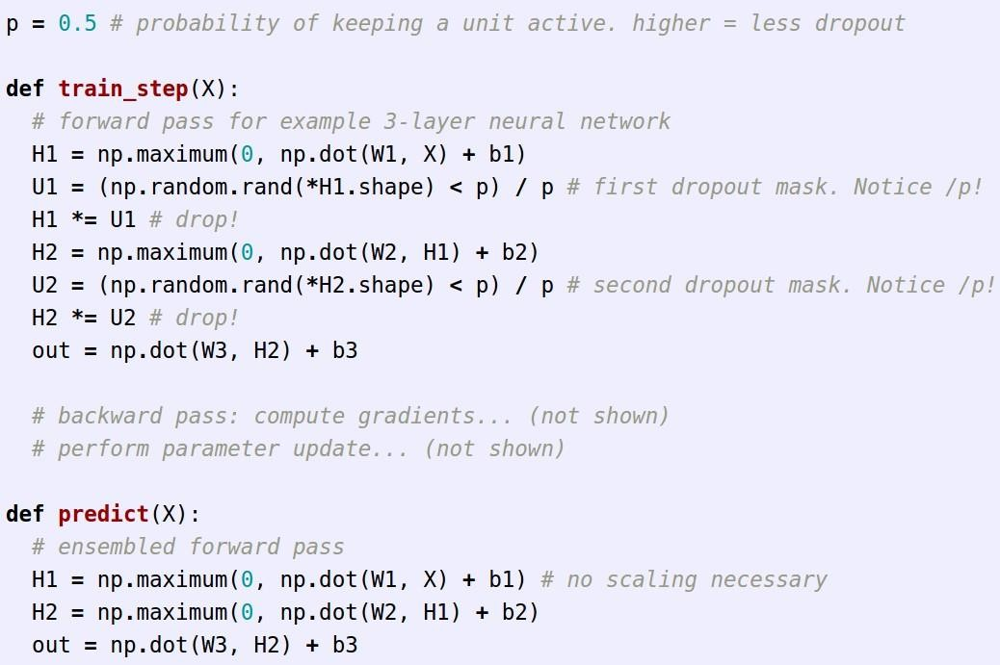 p = 0.5 # probability of keeping a unit active. higher = less dropout
def train_step(X):
# forward pass for example 3-layer neural network
H1 = np.maximum(0, np.dot(W1, X) + b1)
U1 = (np.random.rand(*H1.shape) < p) / p # first dropout mask. Notice /p!
H1 *= U1 # drop!
H2 = np.maximum(0, np.dot(W2, H1) + b2)
U2 = (np.random.rand(*H2.shape) < p) / p # second dropout mask. Notice /p!
H2 *= U2 # drop!
out = np.dot(W3, H2) + b3
# backward pass: compute gradients... (not shown)
# perform parameter update... (not shown)
def predict(X):
# ensembled forward pass
H1 = np.maximum(0, np.dot(W1, X) + b1) # no scaling necessary
H2 = np.maximum(0, np.dot(W2, H1) + b2)
out = np.dot(W3, H2) + b3